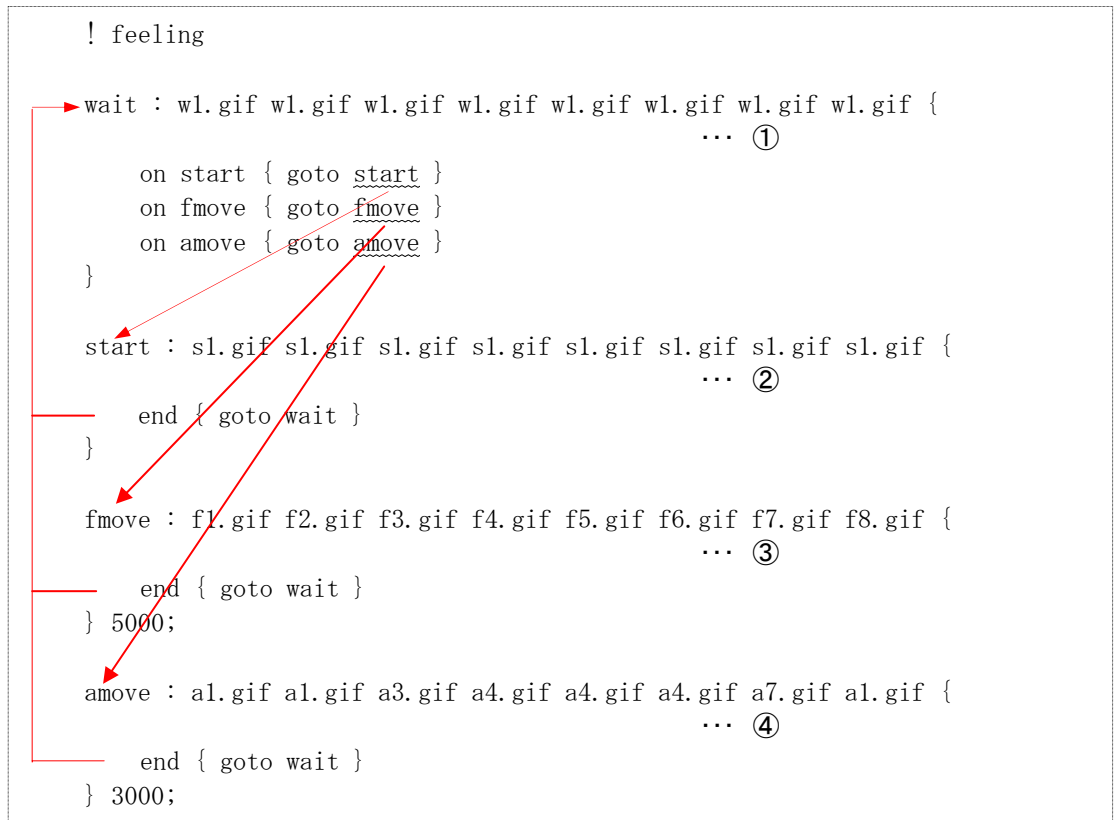 ! feeling
wait : w1.gif w1.gif w1.gif w1.gif w1.gif w1.gif w1.gif w1.gif {
… ①
on start { goto start }
on fmove { goto fmove }
on amove { goto amove }
}
start : s1.gif s1.gif s1.gif s1.gif s1.gif s1.gif s1.gif s1.gif {
… ②
end { goto wait }
}
fmove : f1.gif f2.gif f3.gif f4.gif f5.gif f6.gif f7.gif f8.gif {
… ③
end { goto wait }
} 5000;
amove : a1.gif a1.gif a3.gif a4.gif a4.gif a4.gif a7.gif a1.gif {
… ④
end { goto wait }
} 3000;